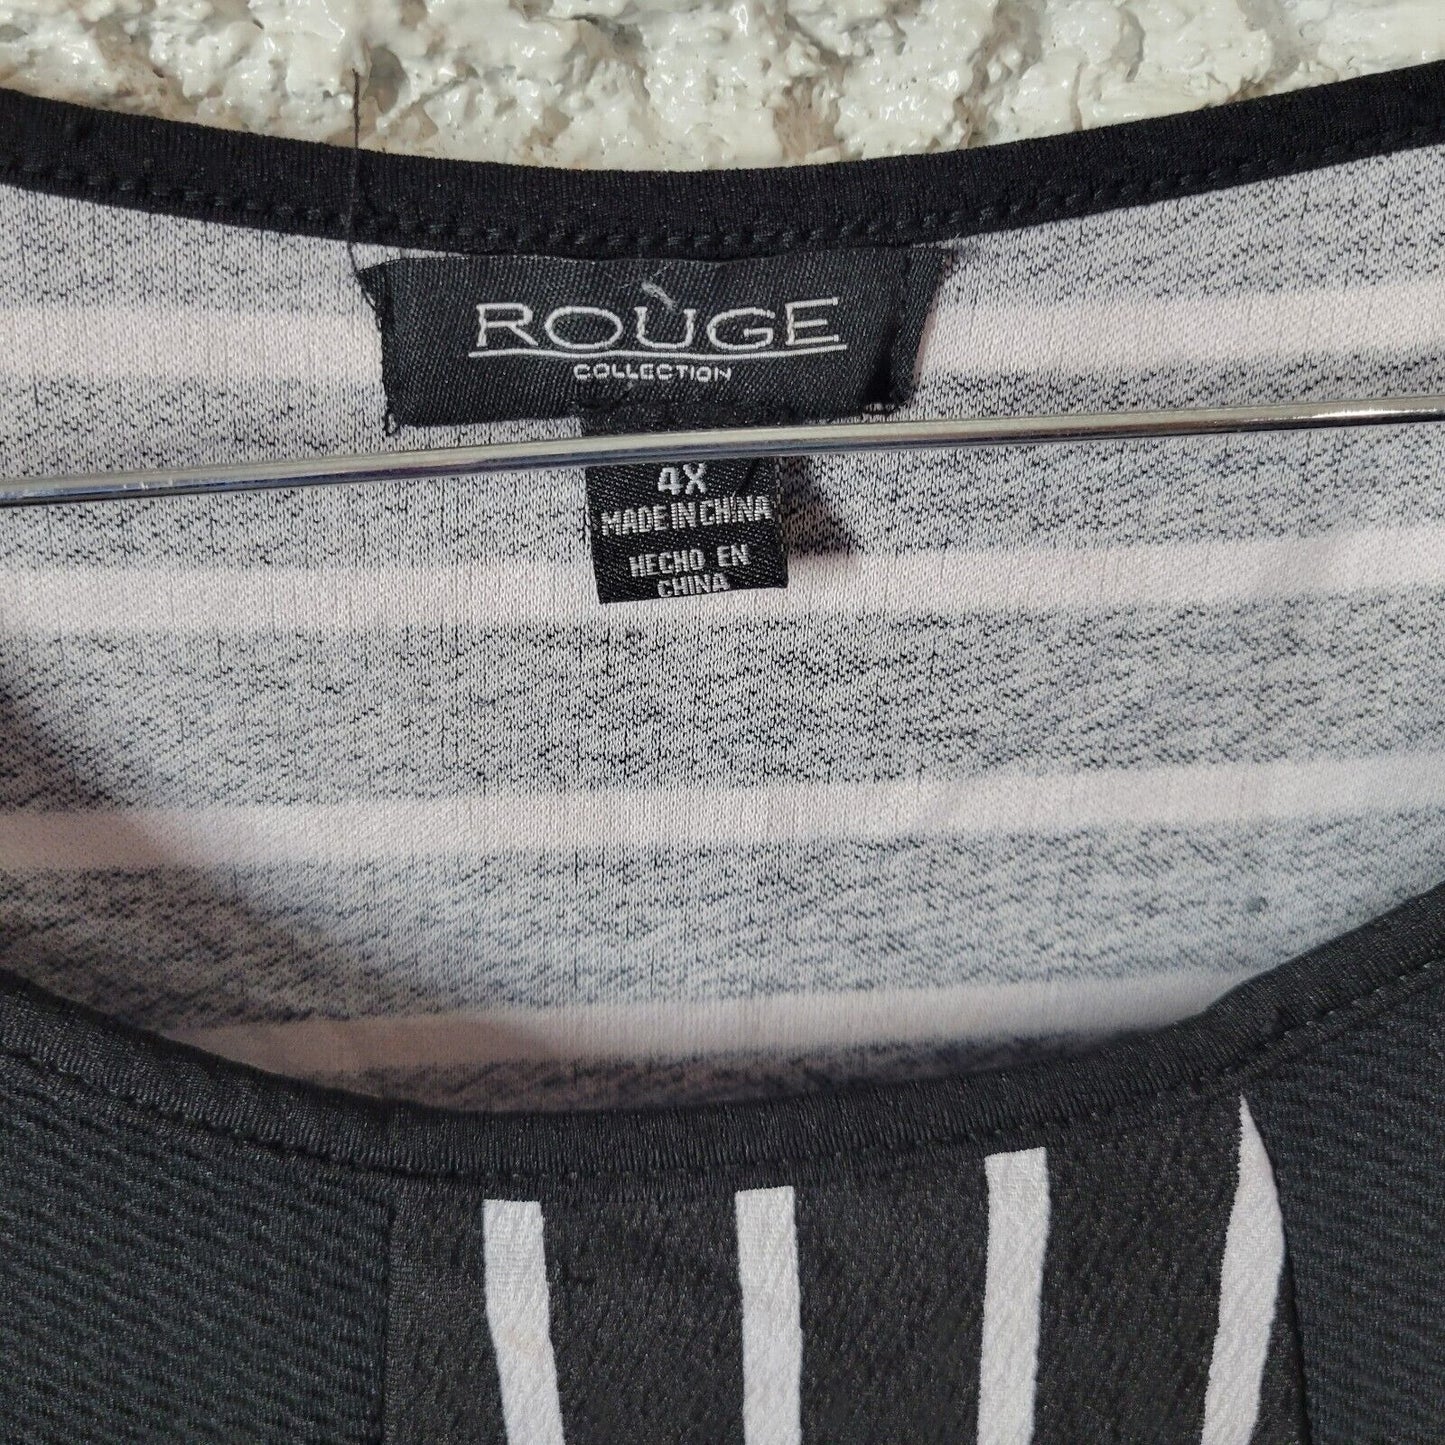 ROUGE
COLLECTION
4X
MADE IN CHINA
HECHO EN
CHINA